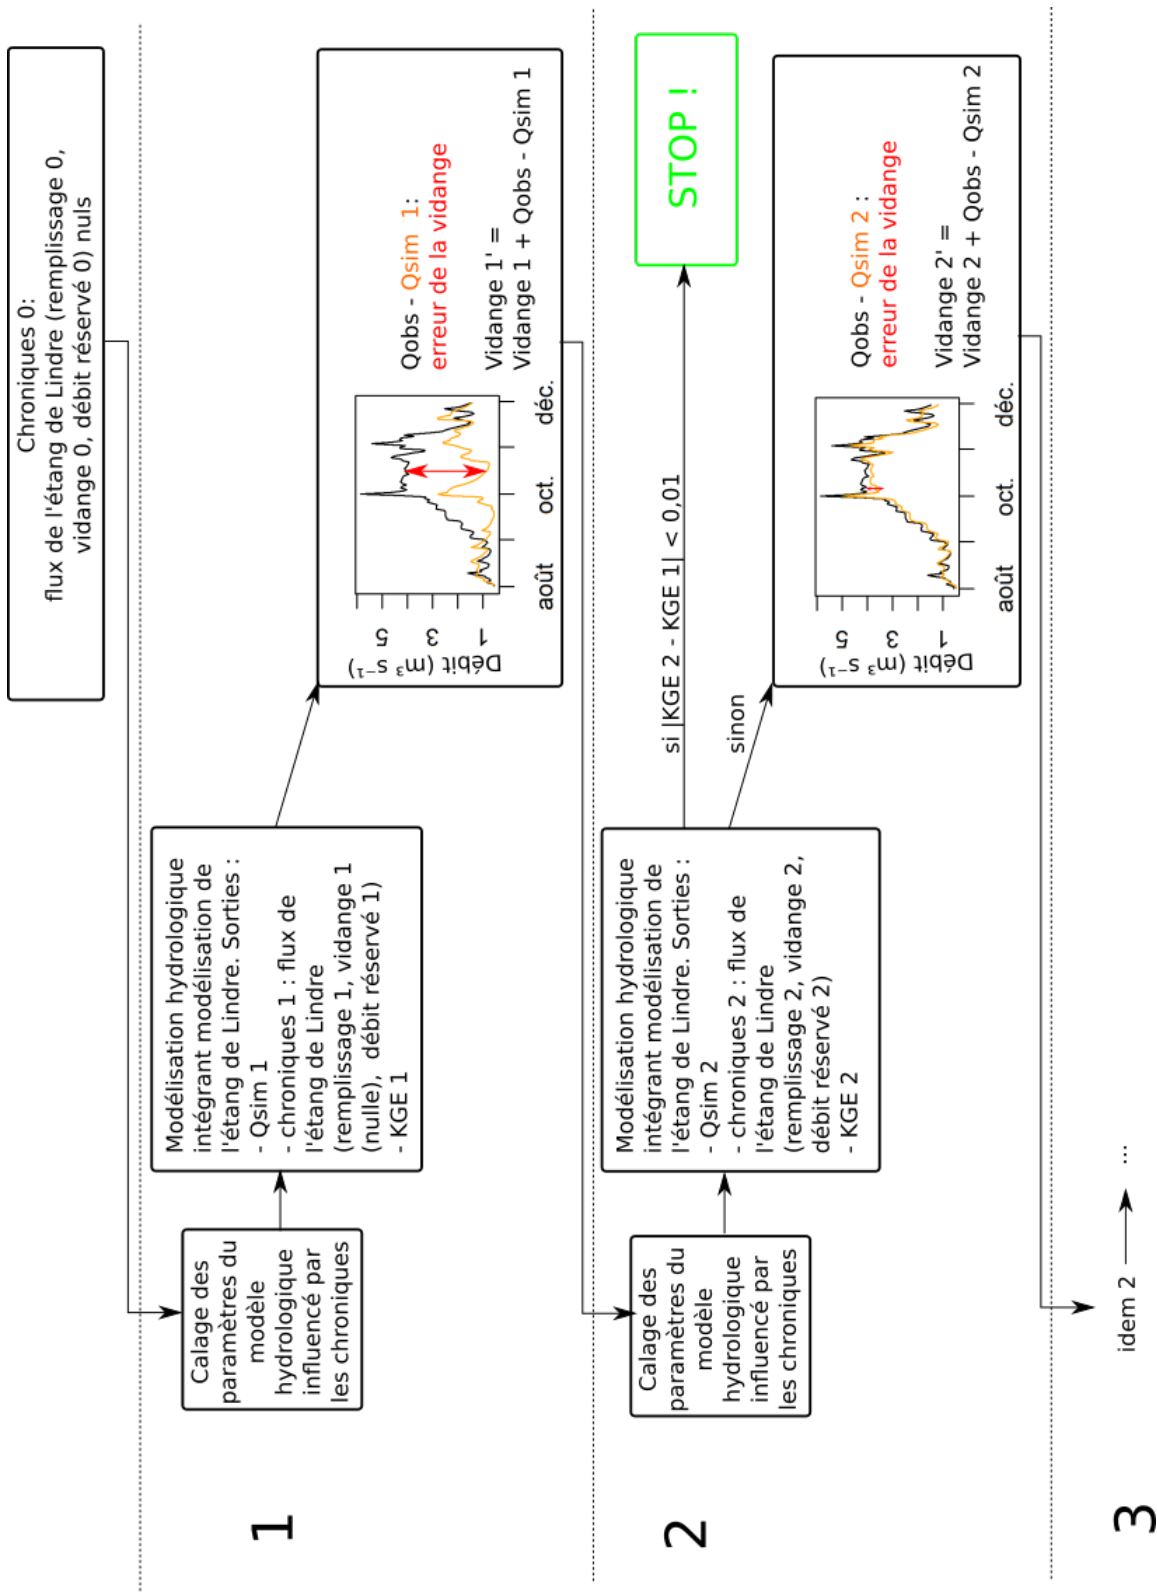 Chroniques 0:
flux de l'étang de Lindre (remplissage 0,
vidange 0, débit réservé 0) nuls
1
Calage des
paramètres du
modèle
hydrologique
influencé par
les chroniques
Modélisation hydrologique
intégrant modélisation de
l'étang de Lindre. Sorties :
- Qsim 1
- chroniques 1 : flux de
l'étang de Lindre
(remplissage 1, vidange 1
(nulle), débit réservé 1)
- KGE 1
Débit (m³ s⁻¹)
5
3
1
août
oct.
déc.
Qobs - Qsim 1:
erreur de la vidange
Vidange 1' =
Vidange 1 + Qobs - Qsim 1
2
Calage des
paramètres du
modèle
hydrologique
influencé par
les chroniques
Modélisation hydrologique
intégrant modélisation de
l'étang de Lindre. Sorties :
- Qsim 2
- chroniques 2 : flux de
l'étang de Lindre
(remplissage 2, vidange 2,
débit réservé 2)
- KGE 2
si |KGE 2 - KGE 1| < 0,01
STOP !
sinon
Débit (m³ s⁻¹)
5
3
1
août
oct.
déc.
Qobs - Qsim 2 :
erreur de la vidange
Vidange 2' =
Vidange 2 + Qobs - Qsim 2
3
idem 2
...